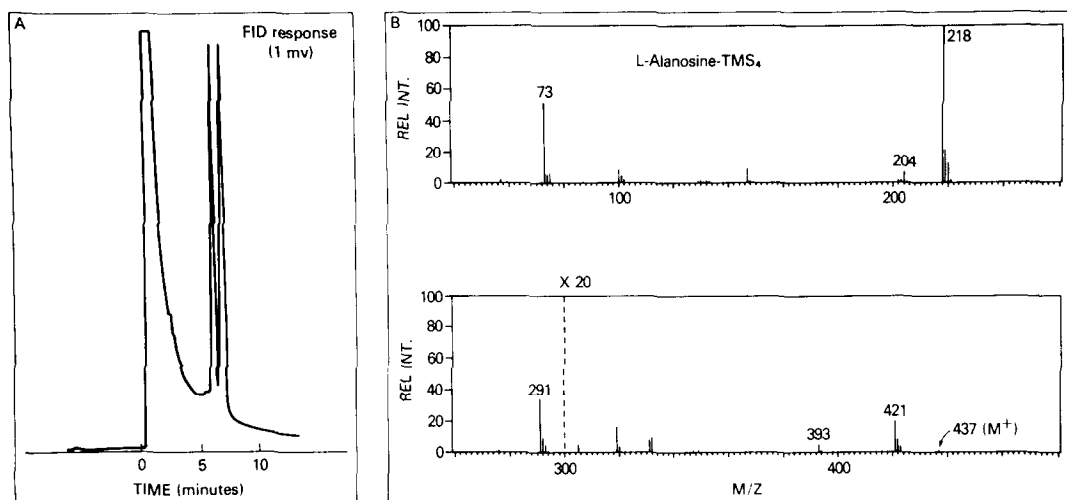 A
FID response
(1 mv)
0
5
10
TIME (minutes)
B
L-Alanosine-TMS₄
REL INT.
100
80
60
40
20
0
73
204
218
100
200
X 20
REL INT.
100
80
60
40
20
0
291
393
421
437 (M⁺)
300
400
M/Z